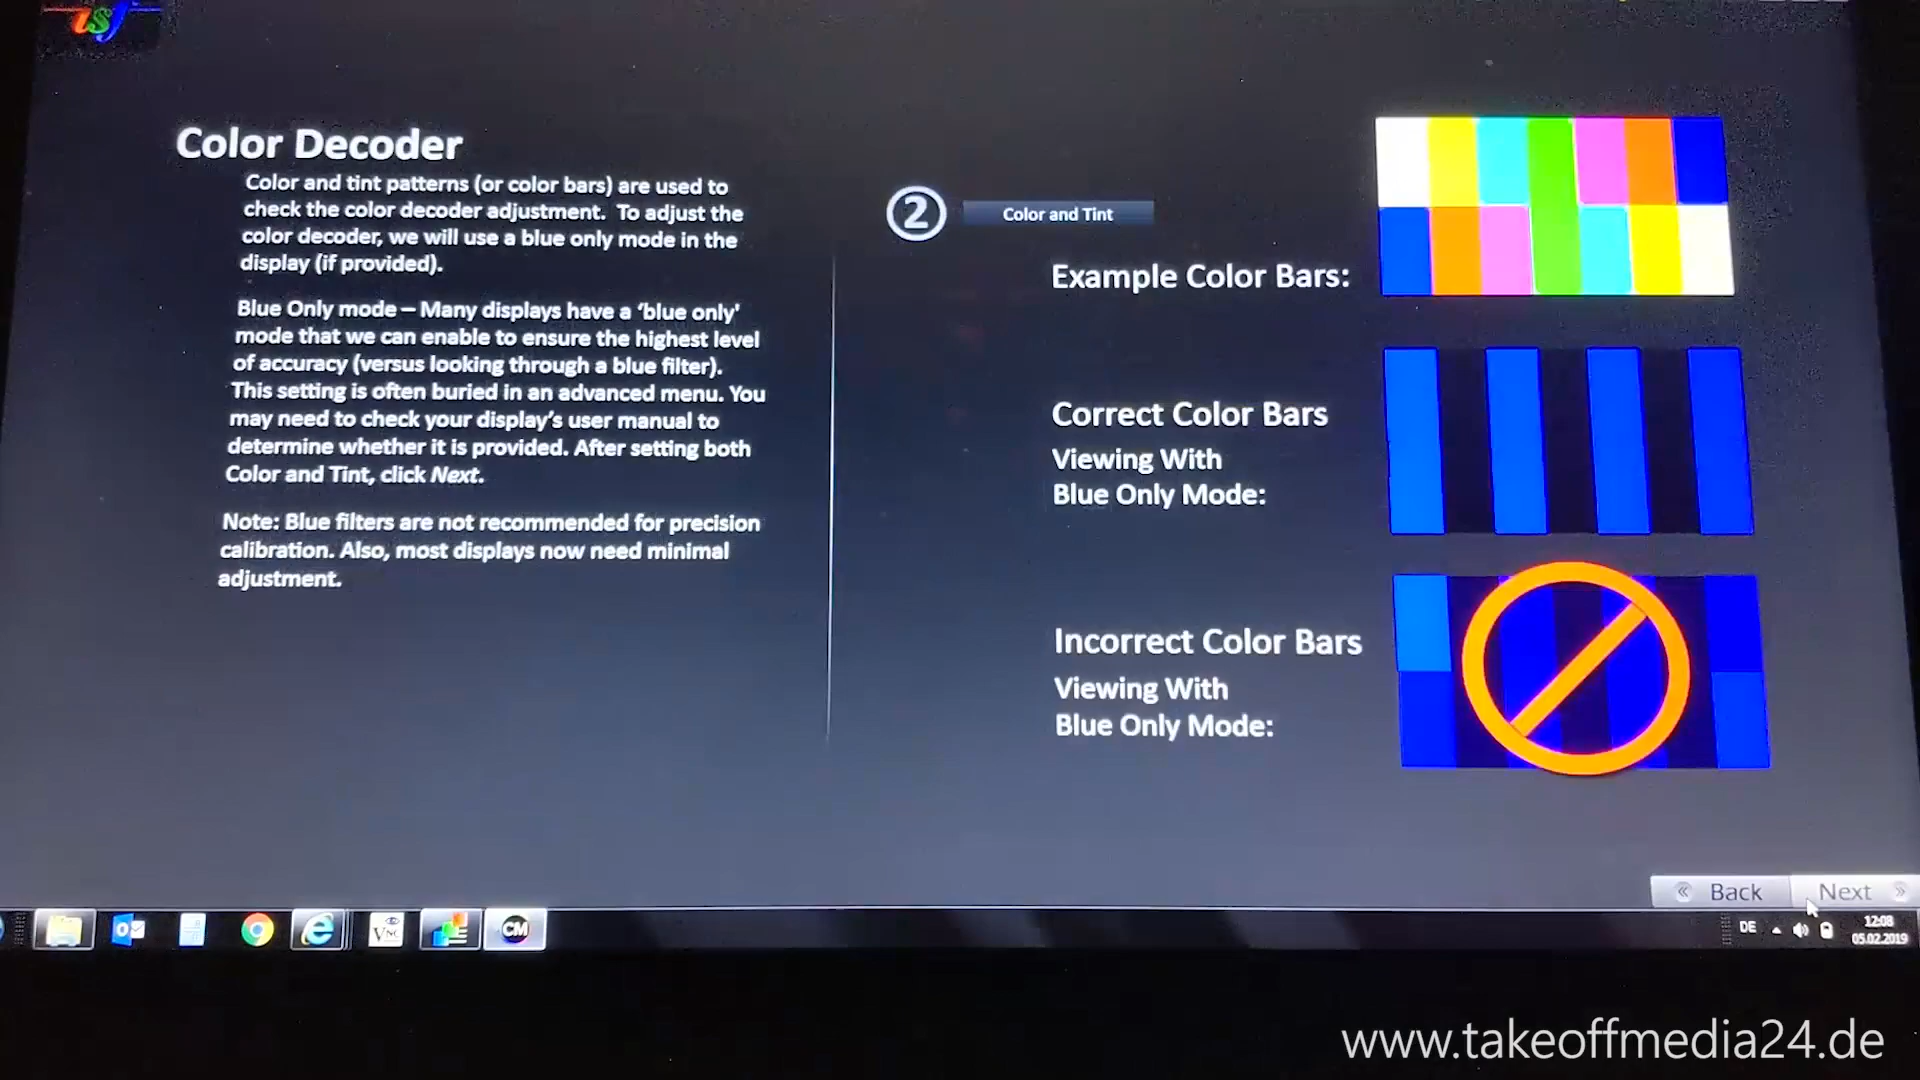 isf
Color Decoder
Color and tint patterns (or color bars) are used to
check the color decoder adjustment. To adjust the
color decoder, we will use a blue only mode in the
display (if provided).
Blue Only mode – Many displays have a ‘blue only’
mode that we can enable to ensure the highest level
of accuracy (versus looking through a blue filter).
This setting is often buried in an advanced menu. You
may need to check your display’s user manual to
determine whether it is provided. After setting both
Color and Tint, click Next.
Note: Blue filters are not recommended for precision
calibration. Also, most displays now need minimal
adjustment.
2 Color and Tint
Example Color Bars:
Correct Color Bars
Viewing With
Blue Only Mode:
Incorrect Color Bars
Viewing With
Blue Only Mode:
« Back Next »
VNC CM
DE 12:08
05.02.2019
www.takeoffmedia24.de